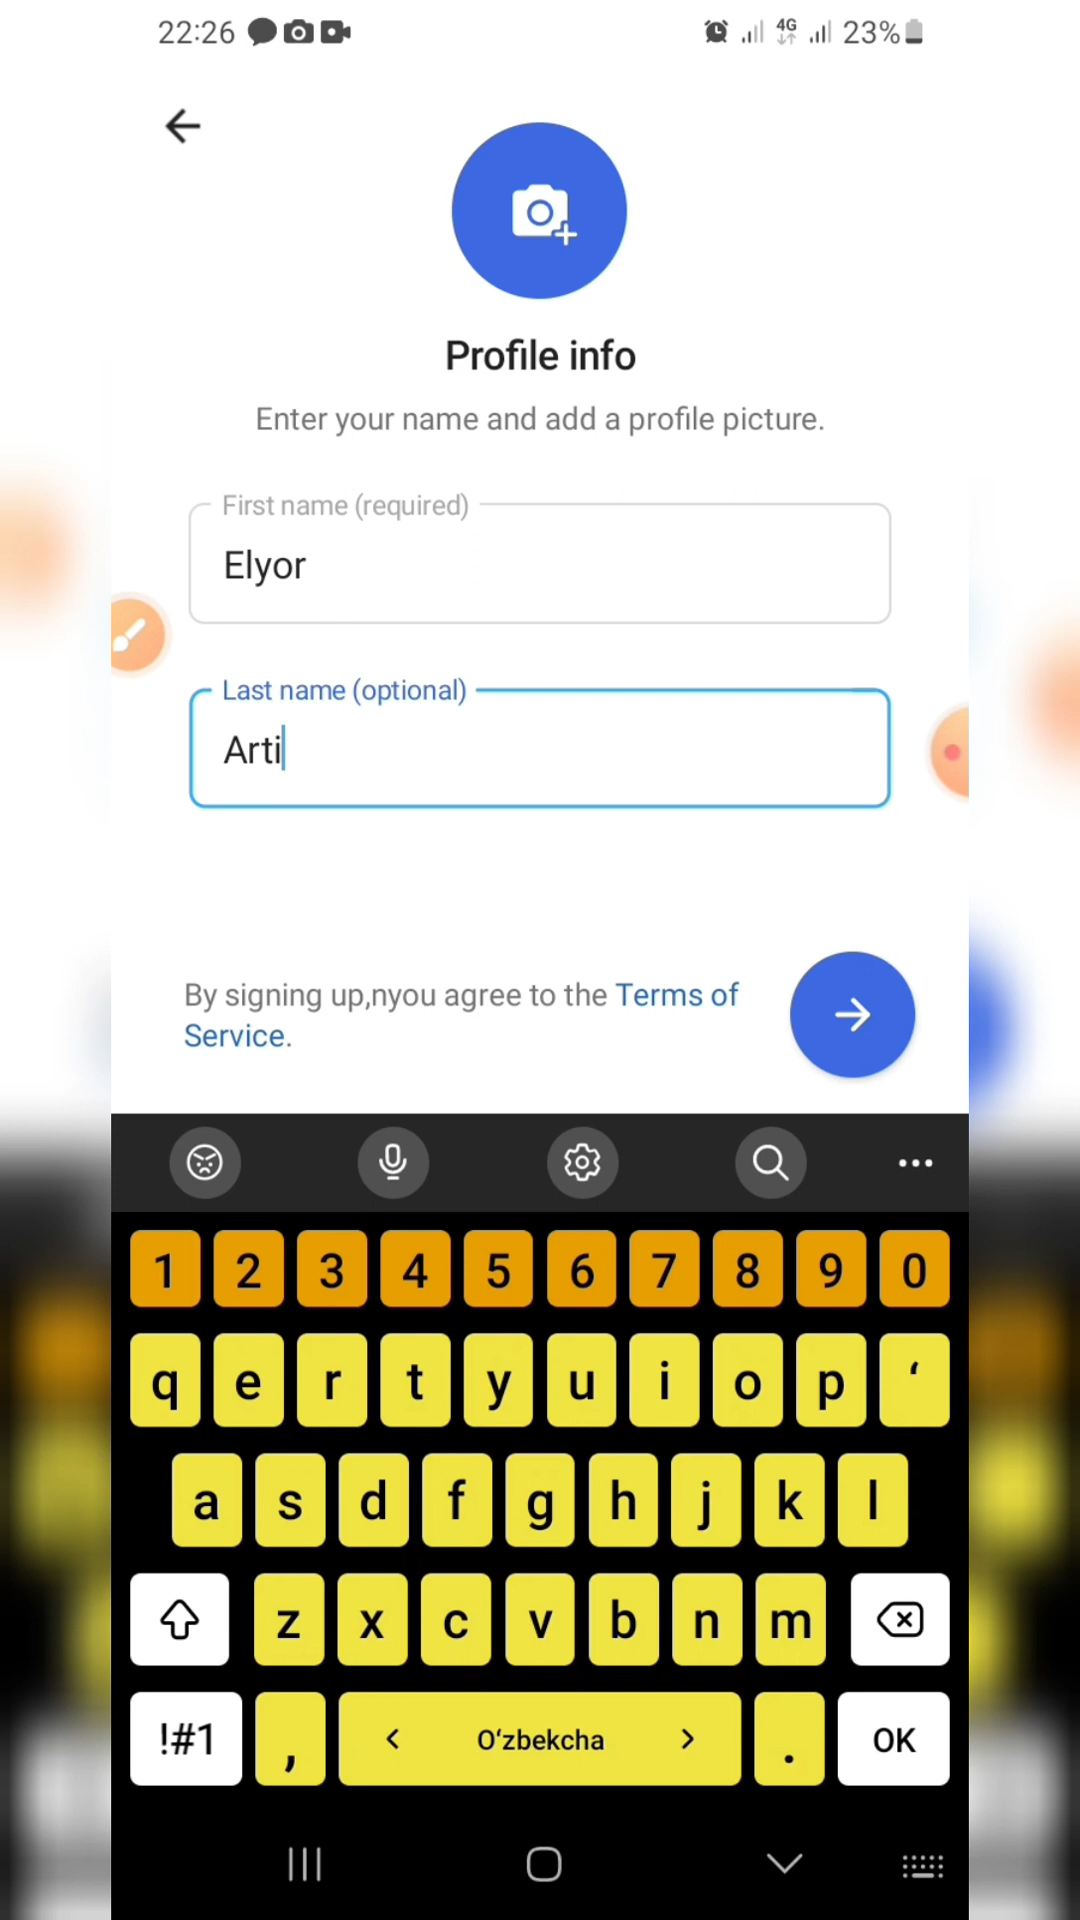 22:26 4G 23%
Profile info
Enter your name and add a profile picture.
First name (required)
Elyor
Last name (optional)
Arti
By signing up,nyou agree to the Terms of
Service.
1 2 3 4 5 6 7 8 9 0
q e r t y u i o p ‘
a s d f g h j k l
z x c v b n m
!#1 , < O‘zbekcha > . OK